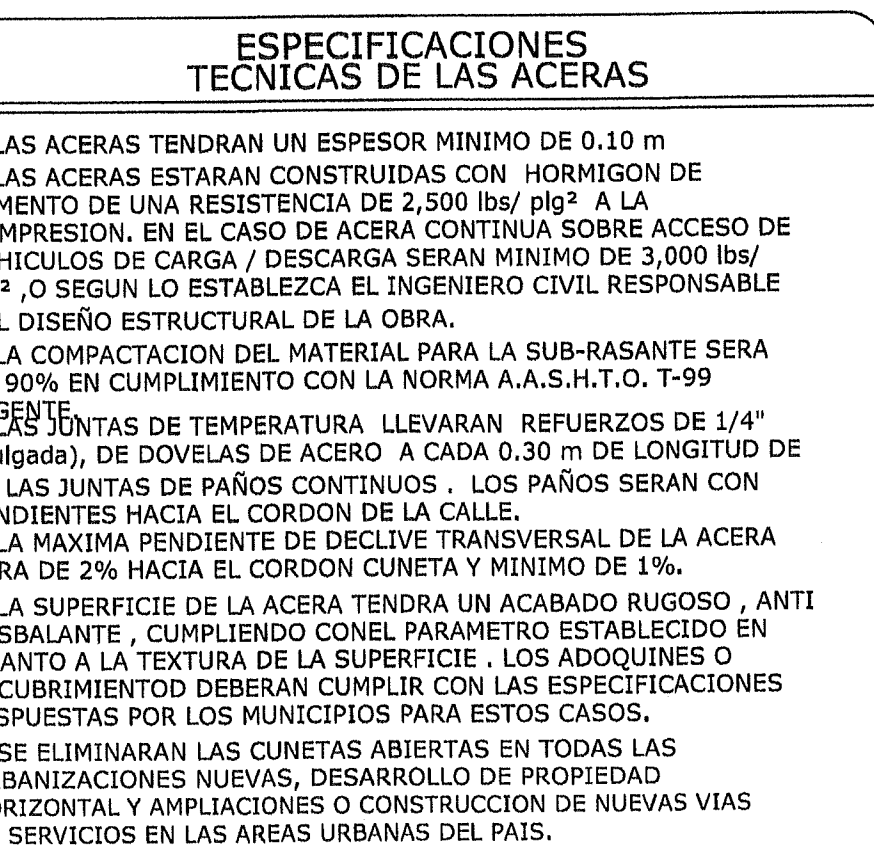 ESPECIFICACIONES
TECNICAS DE LAS ACERAS
LAS ACERAS TENDRAN UN ESPESOR MINIMO DE 0.10 m
LAS ACERAS ESTARAN CONSTRUIDAS CON HORMIGON DE
MENTO DE UNA RESISTENCIA DE 2,500 lbs/ plg² A LA
MPRESION. EN EL CASO DE ACERA CONTINUA SOBRE ACCESO DE
HICULOS DE CARGA / DESCARGA SERAN MINIMO DE 3,000 lbs/
² ,O SEGUN LO ESTABLEZCA EL INGENIERO CIVIL RESPONSABLE
L DISEÑO ESTRUCTURAL DE LA OBRA.
LA COMPACTACION DEL MATERIAL PARA LA SUB-RASANTE SERA
90% EN CUMPLIMIENTO CON LA NORMA A.A.S.H.T.O. T-99
GENTE.
LAS JUNTAS DE TEMPERATURA LLEVARAN REFUERZOS DE 1/4"
lgada), DE DOVELAS DE ACERO A CADA 0.30 m DE LONGITUD DE
LAS JUNTAS DE PAÑOS CONTINUOS . LOS PAÑOS SERAN CON
NDIENTES HACIA EL CORDON DE LA CALLE.
LA MAXIMA PENDIENTE DE DECLIVE TRANSVERSAL DE LA ACERA
RA DE 2% HACIA EL CORDON CUNETA Y MINIMO DE 1%.
LA SUPERFICIE DE LA ACERA TENDRA UN ACABADO RUGOSO , ANTI
SBALANTE , CUMPLIENDO CONEL PARAMETRO ESTABLECIDO EN
ANTO A LA TEXTURA DE LA SUPERFICIE . LOS ADOQUINES O
CUBRIMIENTOD DEBERAN CUMPLIR CON LAS ESPECIFICACIONES
SPUESTAS POR LOS MUNICIPIOS PARA ESTOS CASOS.
SE ELIMINARAN LAS CUNETAS ABIERTAS EN TODAS LAS
BANIZACIONES NUEVAS, DESARROLLO DE PROPIEDAD
ORIZONTAL Y AMPLIACIONES O CONSTRUCCION DE NUEVAS VIAS
SERVICIOS EN LAS AREAS URBANAS DEL PAIS.